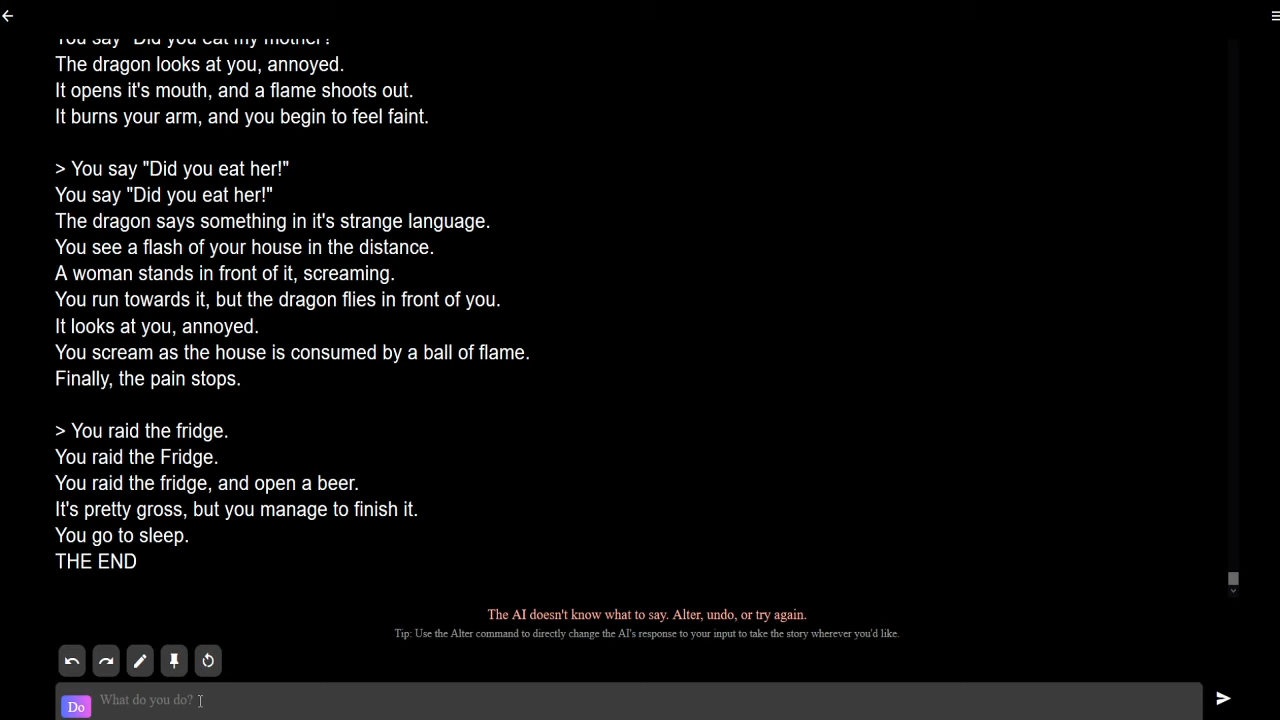 You say "Did you eat my mother?
The dragon looks at you, annoyed.
It opens it's mouth, and a flame shoots out.
It burns your arm, and you begin to feel faint.
> You say "Did you eat her!"
You say "Did you eat her!"
The dragon says something in it's strange language.
You see a flash of your house in the distance.
A woman stands in front of it, screaming.
You run towards it, but the dragon flies in front of you.
It looks at you, annoyed.
You scream as the house is consumed by a ball of flame.
Finally, the pain stops.
> You raid the fridge.
You raid the Fridge.
You raid the fridge, and open a beer.
It's pretty gross, but you manage to finish it.
You go to sleep.
THE END
The AI doesn't know what to say. Alter, undo, or try again.
Tip: Use the Alter command to directly change the AI's response to your input to take the story wherever you'd like.
Do What do you do?